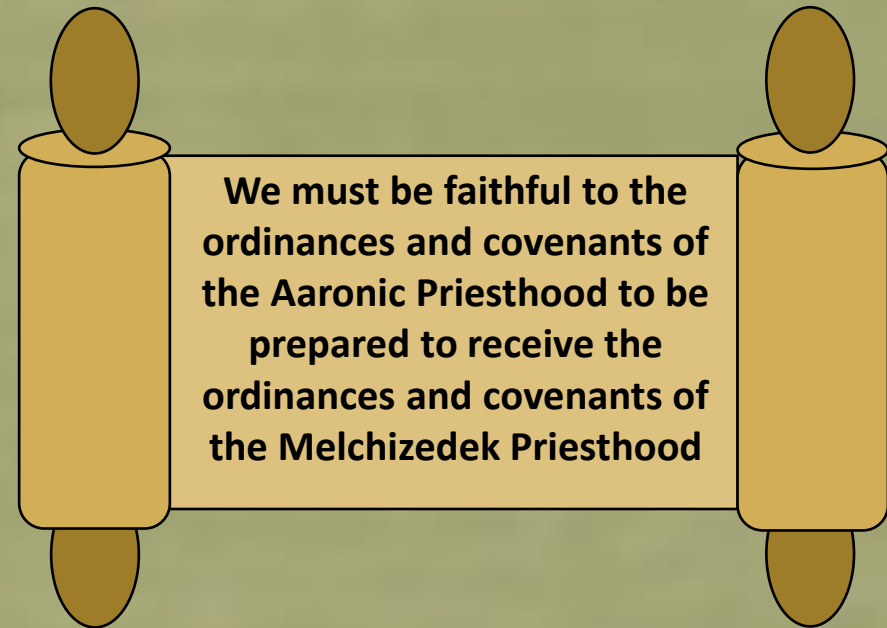 We must be faithful to the
ordinances and covenants of
the Aaronic Priesthood to be
prepared to receive the
ordinances and covenants of
the Melchizedek Priesthood